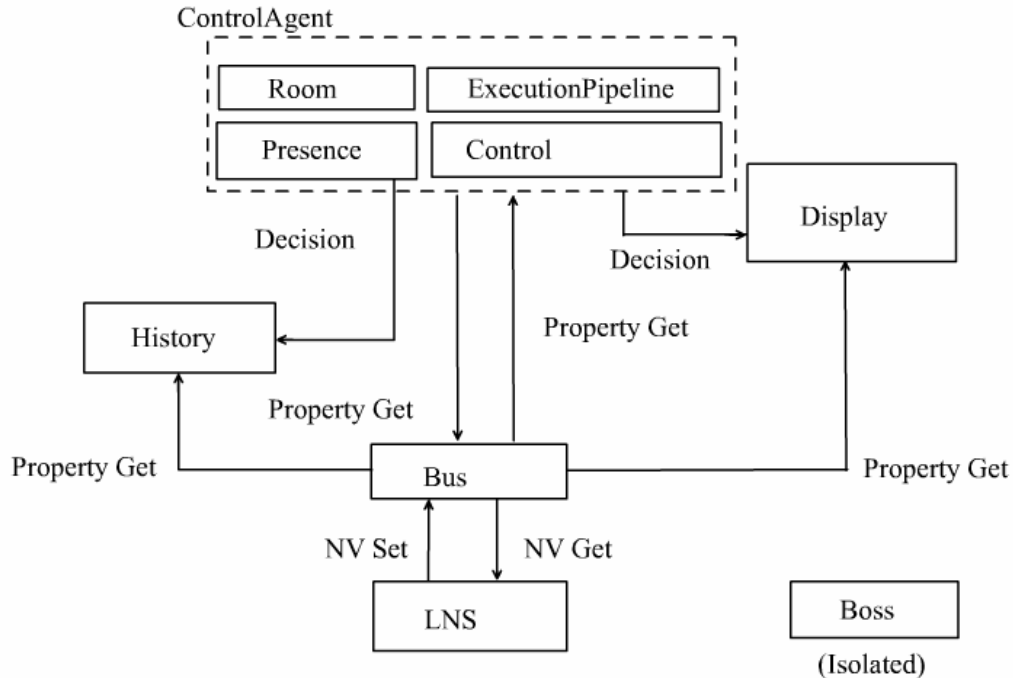 ControlAgent
Room
ExecutionPipeline
Presence
Control
Display
Decision
Decision
History
Property Get
Property Get
Property Get
Property Get
Bus
NV Set
NV Get
LNS
Boss
(Isolated)